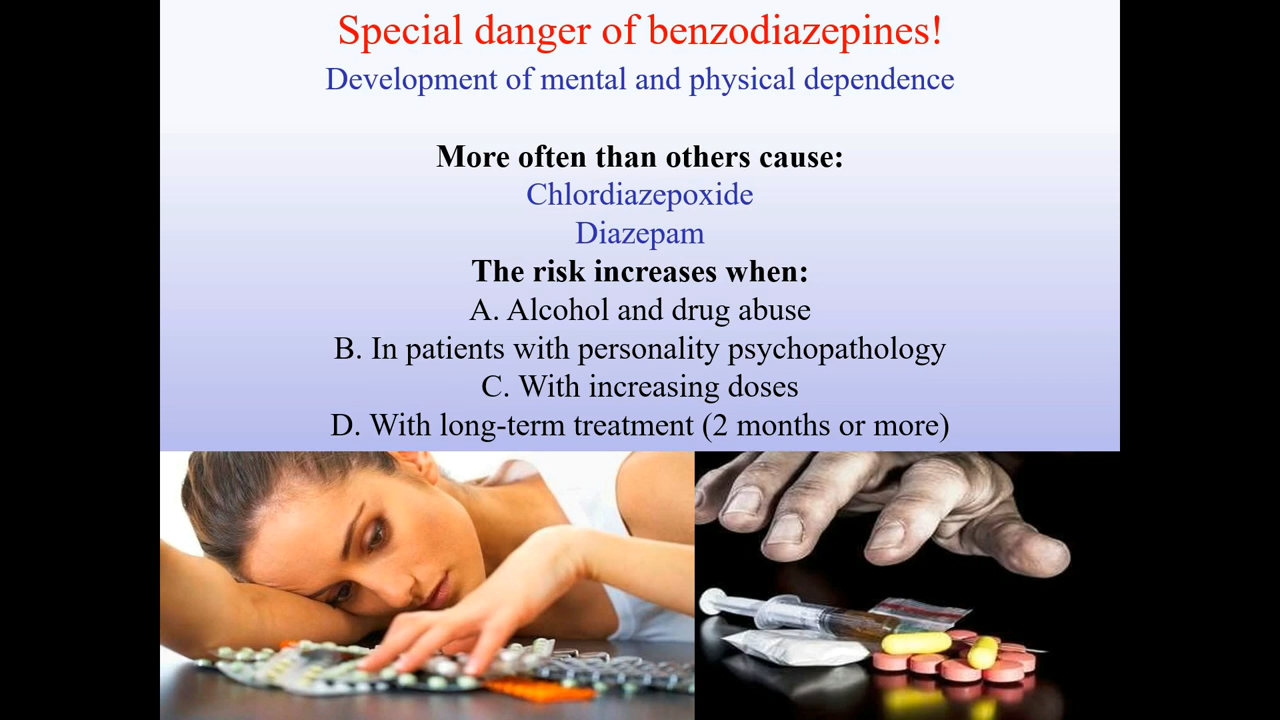 Special danger of benzodiazepines!
Development of mental and physical dependence
More often than others cause:
Chlordiazepoxide
Diazepam
The risk increases when:
A. Alcohol and drug abuse
B. In patients with personality psychopathology
C. With increasing doses
D. With long-term treatment (2 months or more)